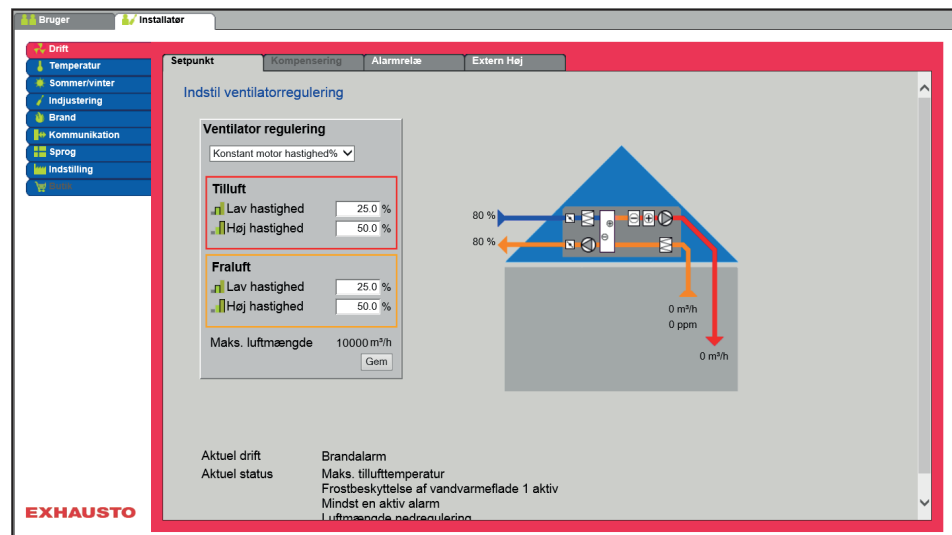 Bruger
Installatør
Drift
Temperatur
Sommer/vinter
Indjustering
Brand
Kommunikation
Sprog
Indstilling
Butik
Setpunkt
Kompensering
Alarmrelæ
Extern Høj
Indstil ventilatorregulering
Ventilator regulering
Konstant motor hastighed%
Tilluft
Lav hastighed 25.0 %
Høj hastighed 50.0 %
Fraluft
Lav hastighed 25.0 %
Høj hastighed 50.0 %
Maks. luftmængde 10000 m³/h
Gem
80 %
80 %
0 m³/h
0 ppm
0 m³/h
Aktuel drift Brandalarm
Aktuel status Maks. tillufttemperatur
Frostbeskyttelse af vandvarmeflade 1 aktiv
Mindst en aktiv alarm
Luftmængde nedregulering
EXHAUSTO